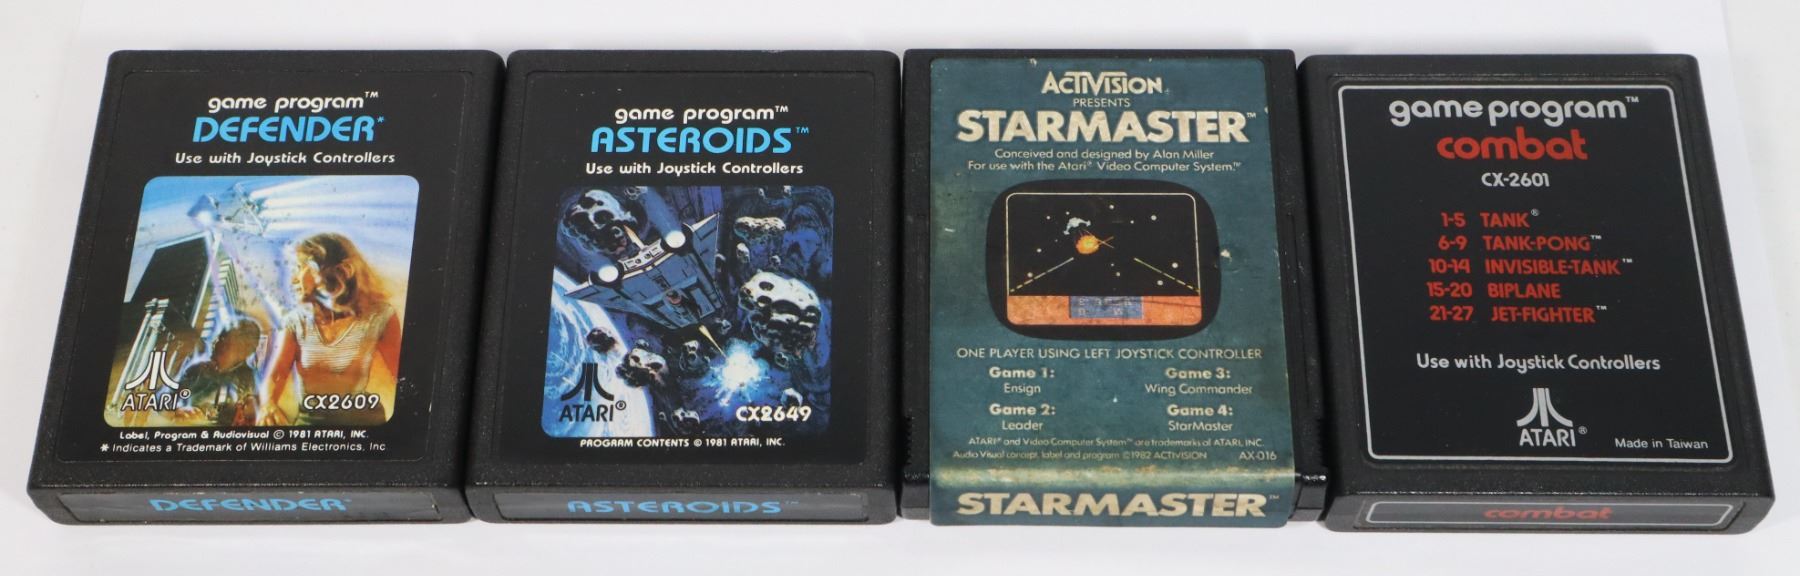 game program™
DEFENDER*
Use with Joystick Controllers
ATARI®
CX2609
Label, Program & Audiovisual © 1981 ATARI, INC.
* Indicates a Trademark of Williams Electronics, Inc.
DEFENDER*
game program™
ASTEROIDS™
Use with Joystick Controllers
ATARI®
CX2649
PROGRAM CONTENTS © 1981 ATARI, INC.
ASTEROIDS™
ACTIVISION
PRESENTS
STARMASTER™
Conceived and designed by Alan Miller
For use with the Atari® Video Computer System.™
ONE PLAYER USING LEFT JOYSTICK CONTROLLER
Game 1: Game 3:
Ensign Wing Commander
Game 2: Game 4:
Leader StarMaster
ATARI® and Video Computer System™ are trademarks of ATARI, INC.
Audio Visual concept, label and program ©1982 ACTIVISION AX-016
STARMASTER™
game program™
combat
CX-2601
1-5 TANK®
6-9 TANK-PONG™
10-14 INVISIBLE-TANK™
15-20 BIPLANE
21-27 JET-FIGHTER™
Use with Joystick Controllers
ATARI®
Made in Taiwan
combat